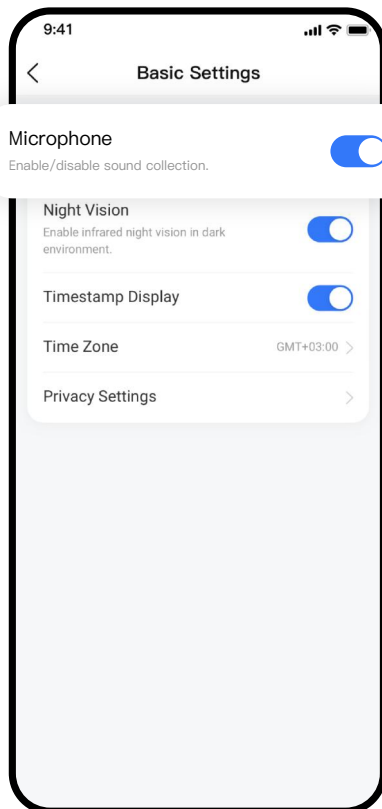 9:41
Basic Settings
Microphone
Enable/disable sound collection.
Night Vision
Enable infrared night vision in dark
environment.
Timestamp Display
Time Zone
GMT+03:00
Privacy Settings